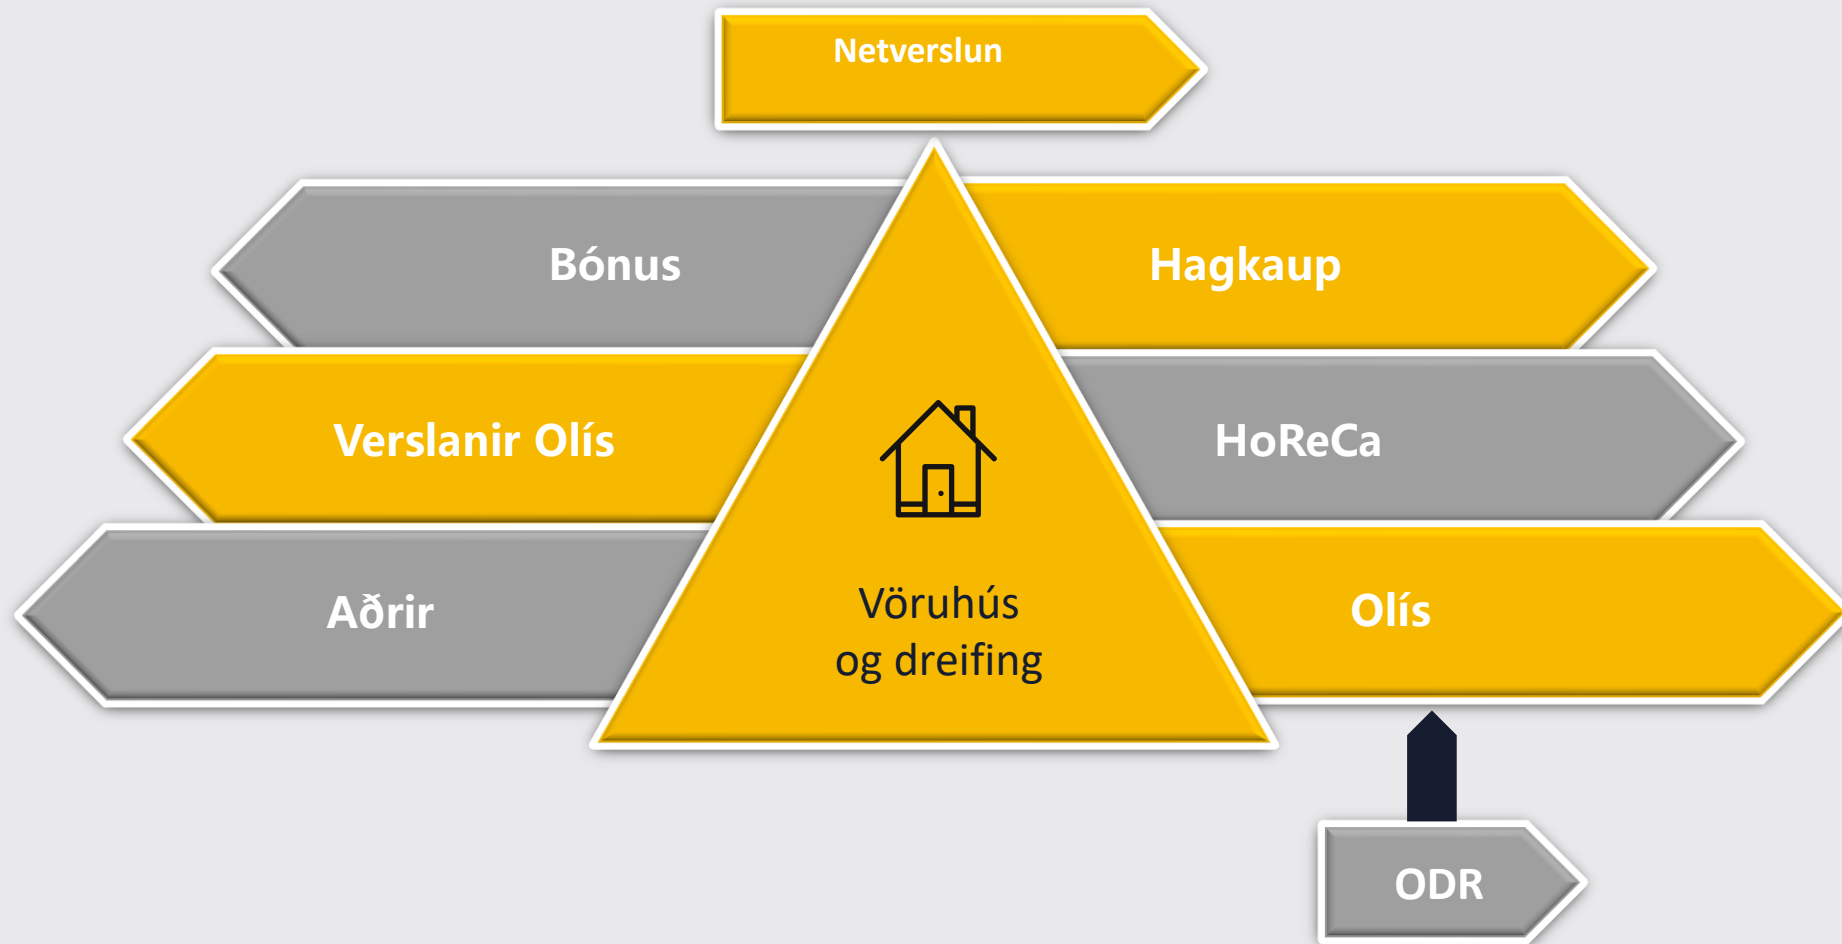 Netverslun
Bónus
Hagkaup
Verslanir Olís
HoReCa
Aðrir
Vöruhús
og dreifing
Olís
ODR